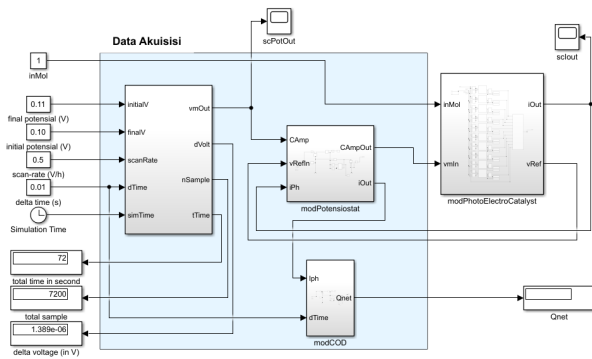 Data Akuisisi
scPotOut
scIout
1
inMol
0.11
final potensial (V)
0.10
initial potensial (V)
0.5
scan-rate (V/h)
0.01
delta time (s)
Simulation Time
initialV
finalV
scanRate
dTime
simTime
vmOut
dVolt
nSample
tTime
CAmp
vRefIn
iPh
CAmpOut
iOut
modPotensiostat
inMol
vmIn
iOut
vRef
modPhotoElectroCatalyst
72
total time in second
7200
total sample
1.389e-06
delta voltage (in V)
Iph
dTime
Qnet
modCOD
Qnet